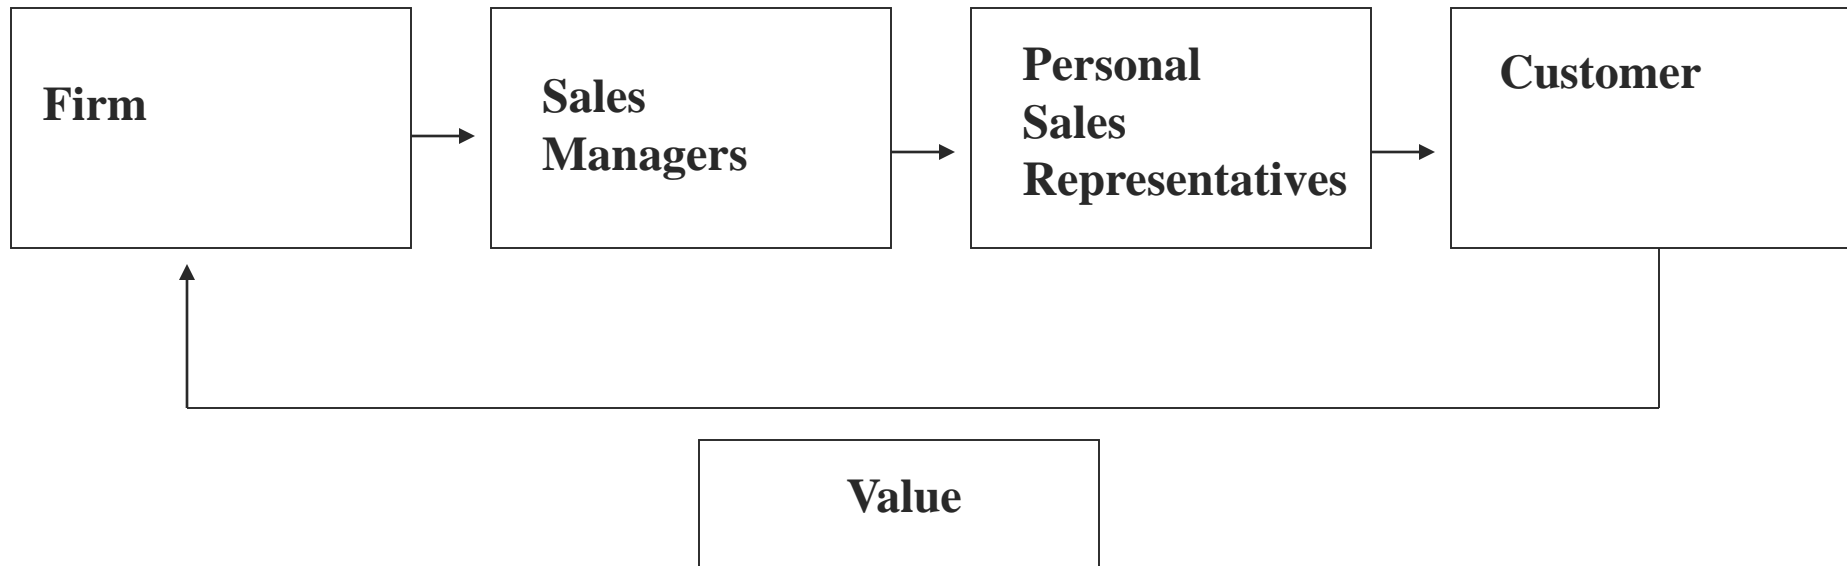 Firm
Sales
Managers
Personal
Sales
Representatives
Customer
Value